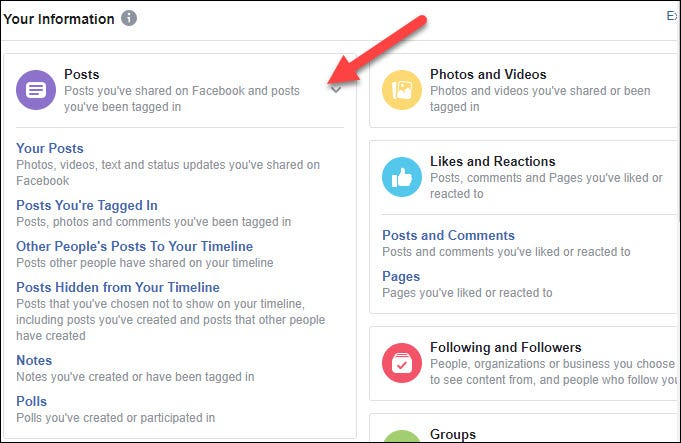 Your Information
Posts
Posts you've shared on Facebook and posts
you've been tagged in
Your Posts
Photos, videos, text and status updates you've shared on
Facebook
Posts You're Tagged In
Posts, photos and comments you've been tagged in
Other People's Posts To Your Timeline
Posts other people have shared on your timeline
Posts Hidden from Your Timeline
Posts that you've chosen not to show on your timeline,
including posts you've created and posts that other people
have created
Notes
Notes you've created or have been tagged in
Polls
Polls you've created or participated in
Photos and Videos
Photos and videos you've shared or been
tagged in
Likes and Reactions
Posts, comments and Pages you've liked or
reacted to
Posts and Comments
Posts and comments you've liked or reacted to
Pages
Pages you've liked or reacted to
Following and Followers
People, organizations or business you choose
to see content from, and people who follow you
Groups